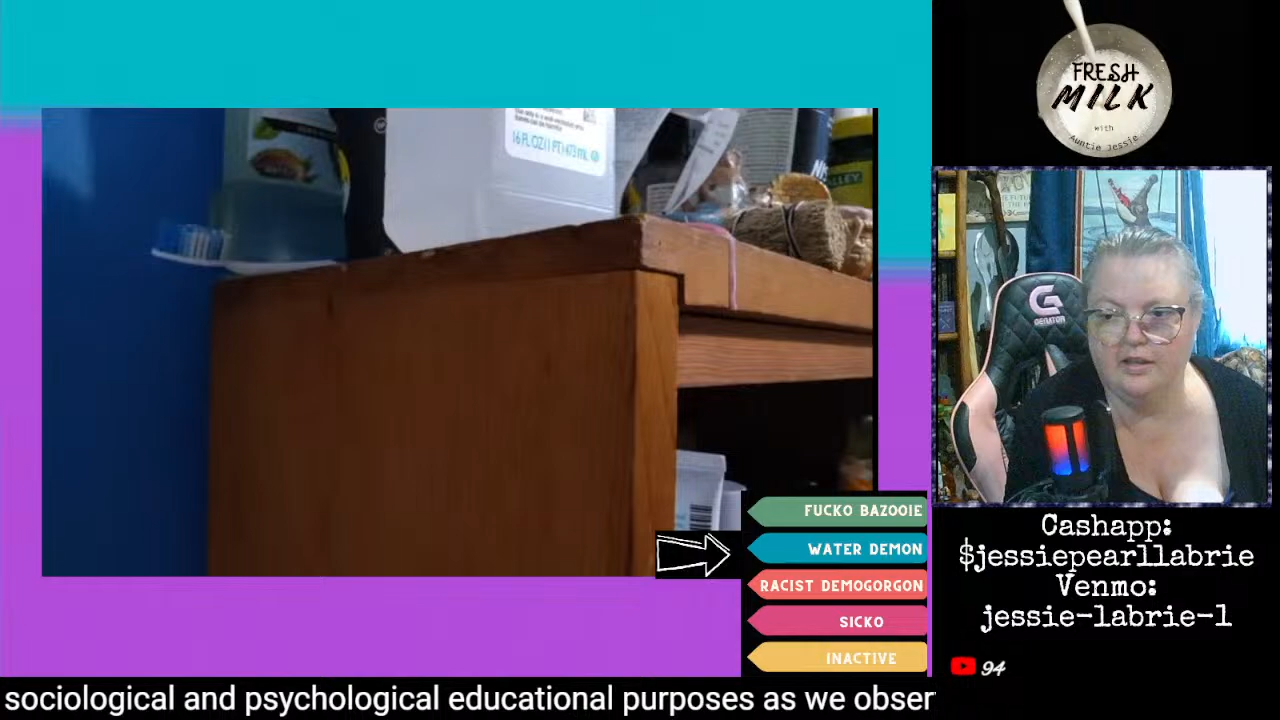 16 FL OZ (1 PT) 473 mL
FRESH
MILK
with
Auntie Jessie
G
GTRACING
FUCKO BAZOOIE
WATER DEMON
RACIST DEMOGORGON
SICKO
INACTIVE
Cashapp:
$jessiepearllabrie
Venmo:
jessie-labrie-1
94
sociological and psychological educational purposes as we obser